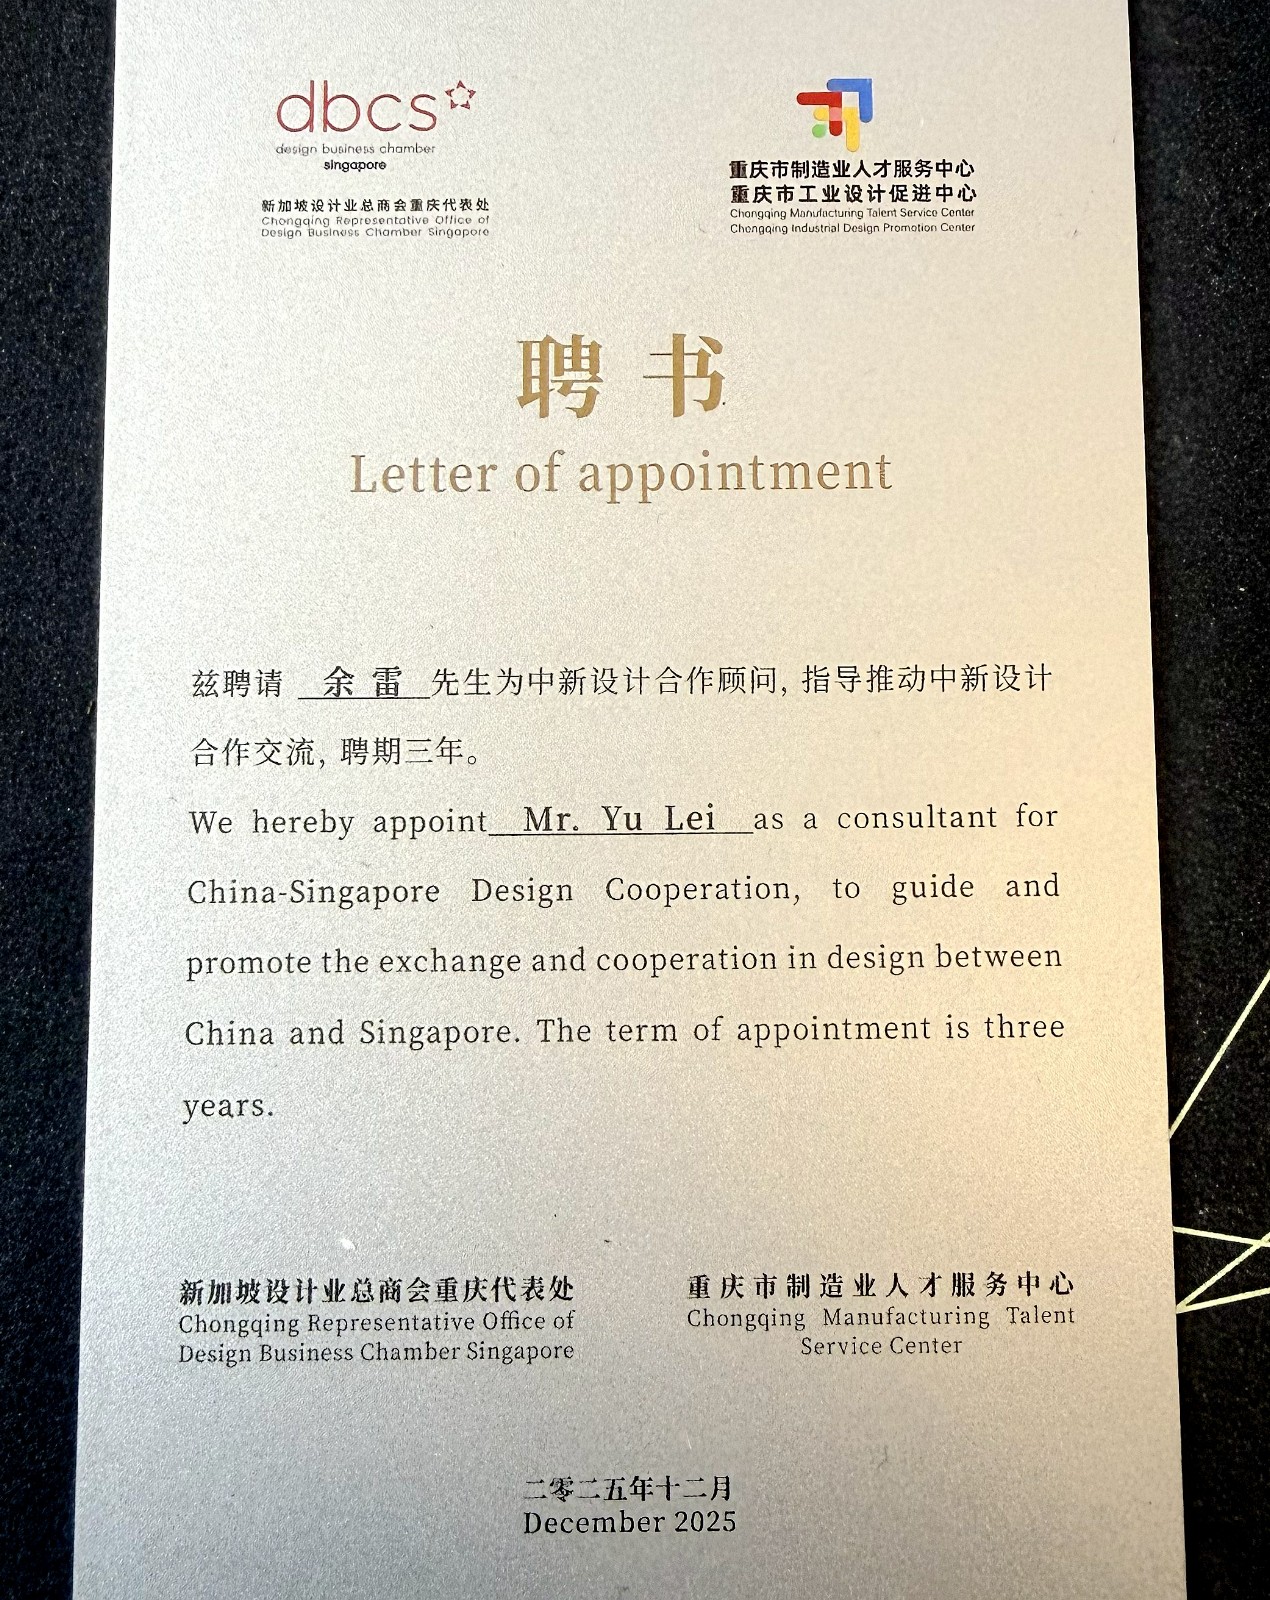 dbcs
design business chamber
singapore
新加坡设计业总商会重庆代表处
Chongqing Representative Office of
Design Business Chamber Singapore
重庆市制造业人才服务中心
重庆市工业设计促进中心
Chongqing Manufacturing Talent Service Center
Chongqing Industrial Design Promotion Center
聘书
Letter of appointment
兹聘请 余雷 先生为中新设计合作顾问, 指导推动中新设计
合作交流, 聘期三年。
We hereby appoint Mr. Yu Lei as a consultant for
China-Singapore Design Cooperation, to guide and
promote the exchange and cooperation in design between
China and Singapore. The term of appointment is three
years.
新加坡设计业总商会重庆代表处
Chongqing Representative Office of
Design Business Chamber Singapore
重庆市制造业人才服务中心
Chongqing Manufacturing Talent
Service Center
二零二五年十二月
December 2025